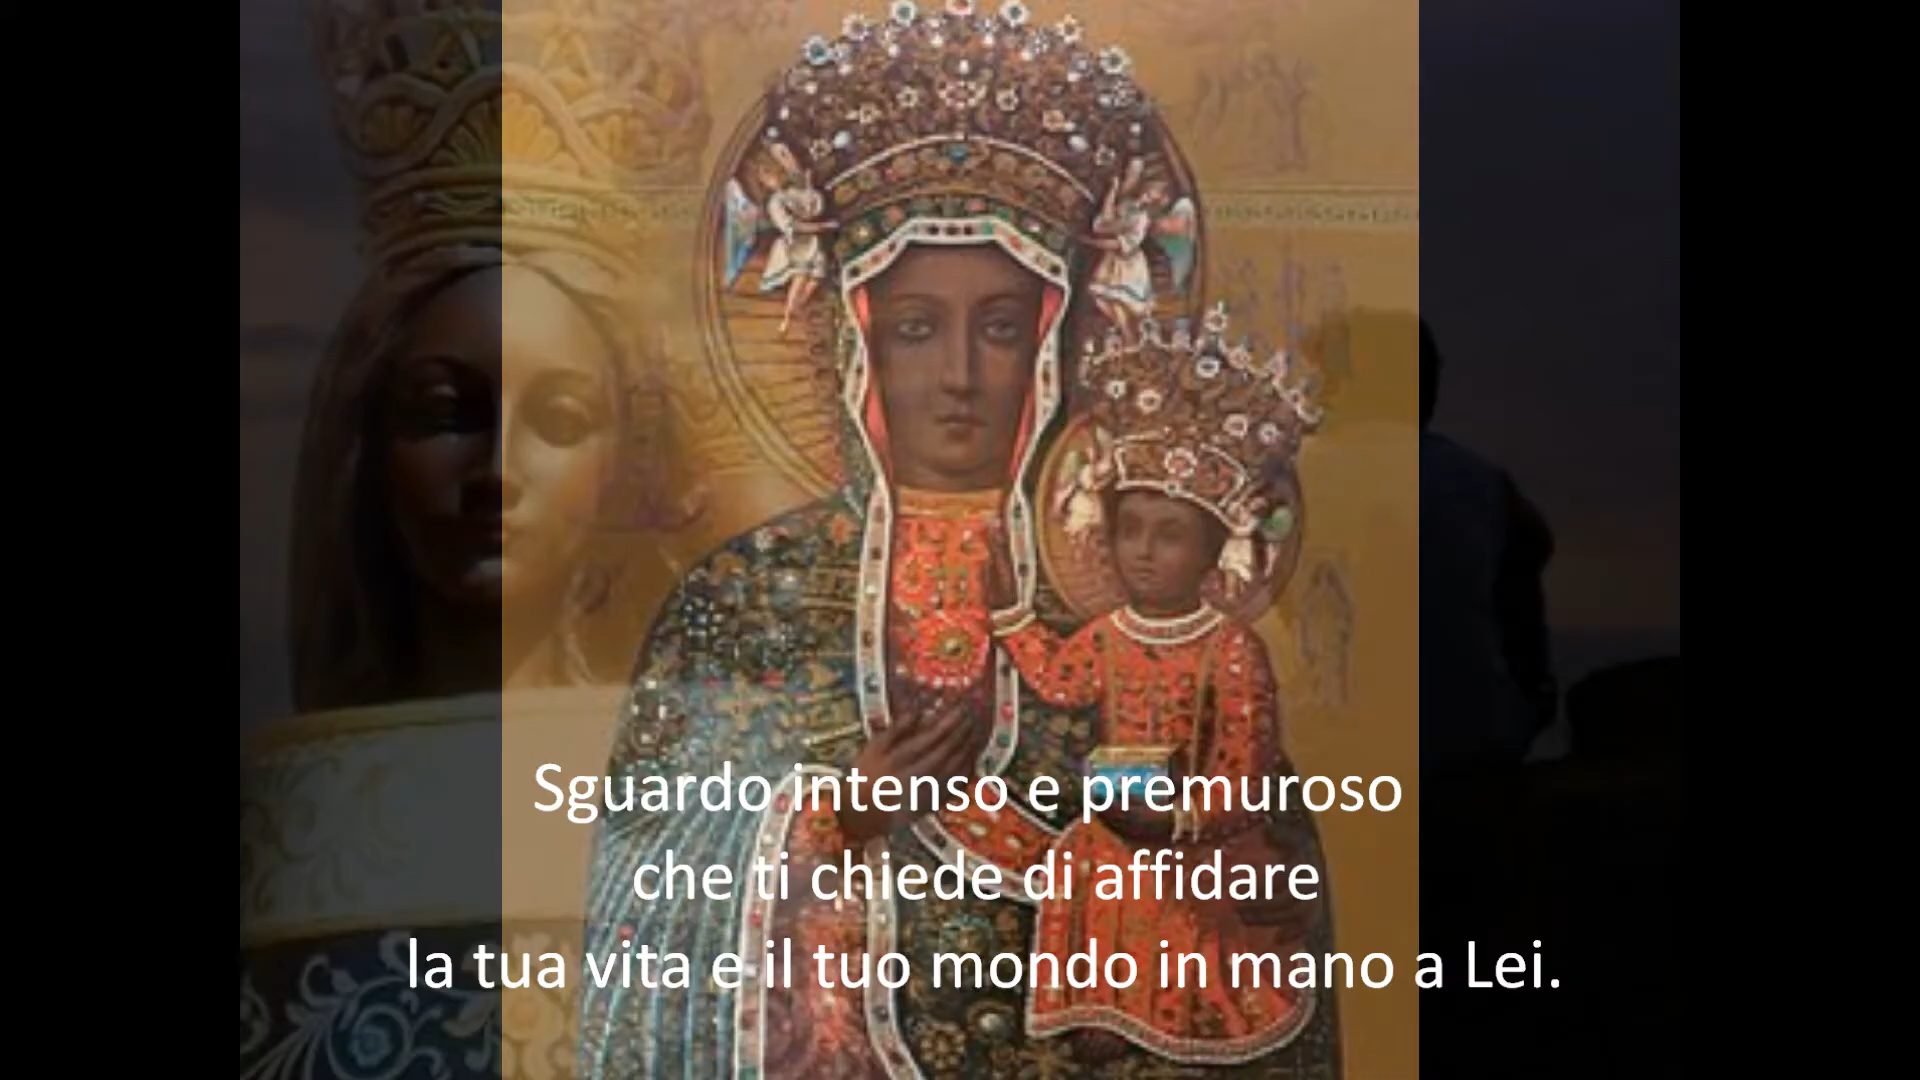 Sguardo intenso e premuroso
che ti chiede di affidare
la tua vita e il tuo mondo in mano a Lei.